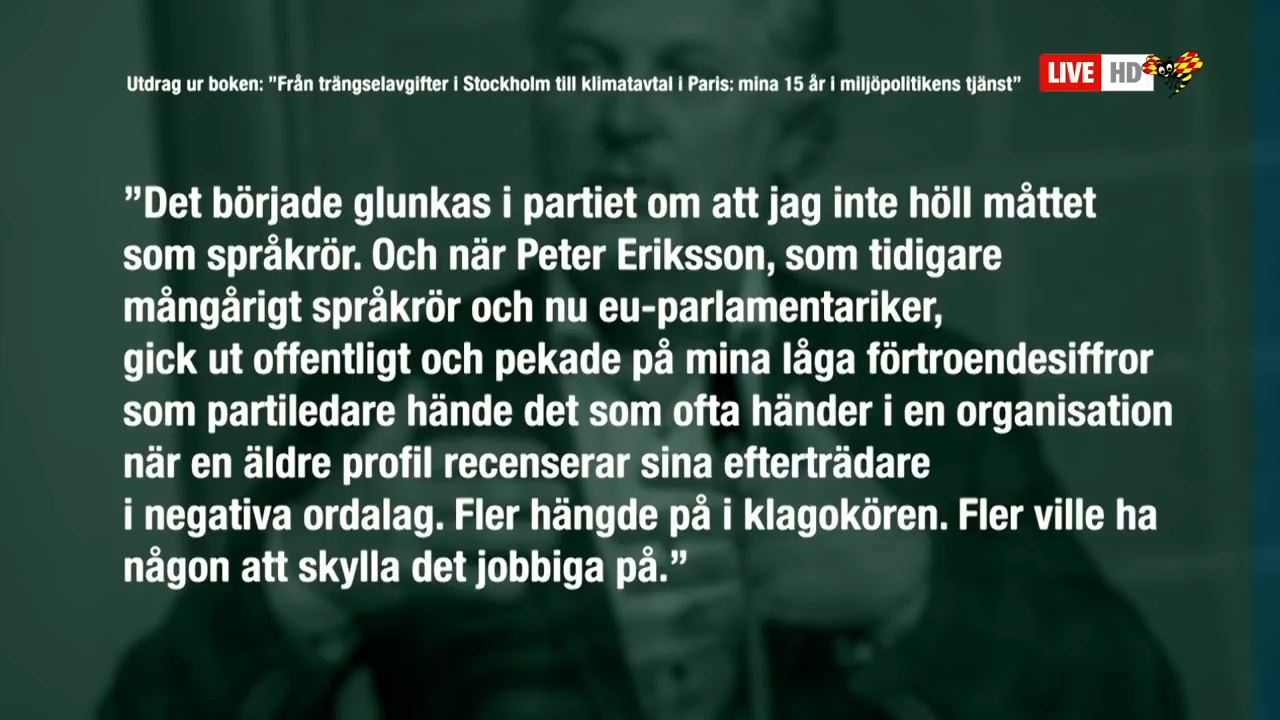 Utdrag ur boken: ”Från trängselavgifter i Stockholm till klimatavtal i Paris: mina 15 år i miljöpolitikens tjänst”
LIVE HD
”Det började glunkas i partiet om att jag inte höll måttet
som språkrör. Och när Peter Eriksson, som tidigare
mångårigt språkrör och nu eu-parlamentariker,
gick ut offentligt och pekade på mina låga förtroendesiffror
som partiledare hände det som ofta händer i en organisation
när en äldre profil recenserar sina efterträdare
i negativa ordalag. Fler hängde på i klagokören. Fler ville ha
någon att skylla det jobbiga på.”